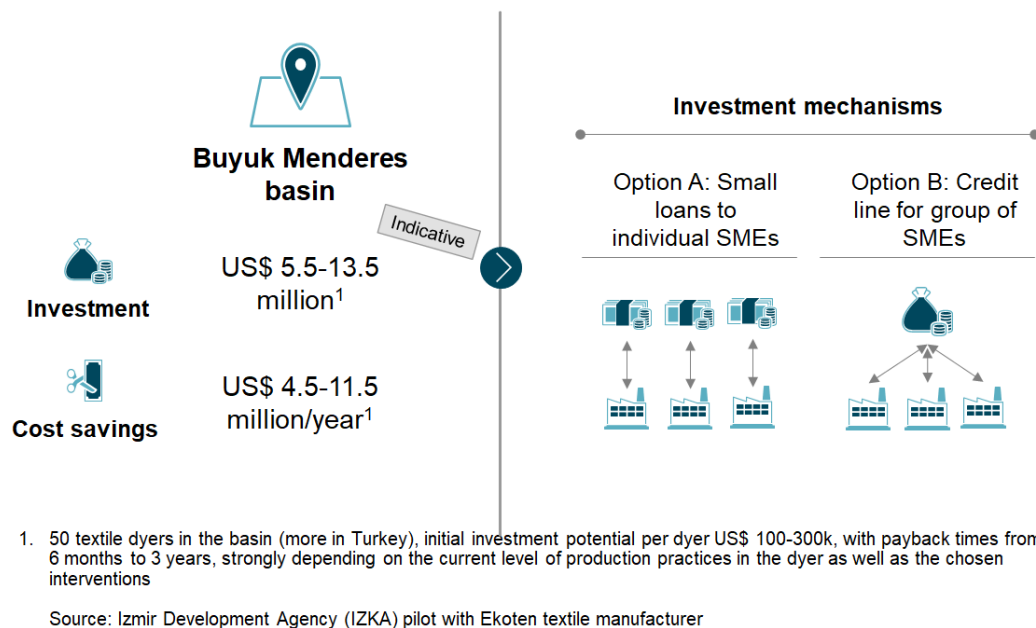 Buyuk Menderes
basin
Indicative
Investment
US$ 5.5-13.5
million1
Cost savings
US$ 4.5-11.5
million/year1
Investment mechanisms
Option A: Small
loans to
individual SMEs
Option B: Credit
line for group of
SMEs
1. 50 textile dyers in the basin (more in Turkey), initial investment potential per dyer US$ 100-300k, with payback times from
6 months to 3 years, strongly depending on the current level of production practices in the dyer as well as the chosen
interventions
Source: Izmir Development Agency (IZKA) pilot with Ekoten textile manufacturer